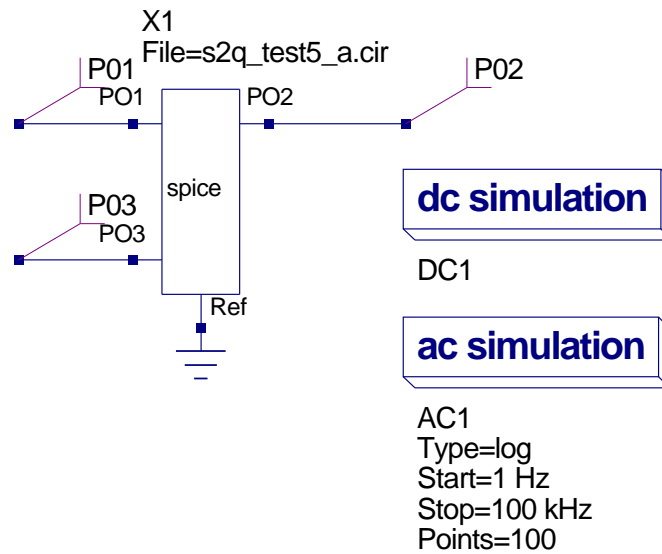 X1
File=s2q_test5_a.cir
P01
PO1
PO2
P02
spice
P03
PO3
Ref
dc simulation
DC1
ac simulation
AC1
Type=log
Start=1 Hz
Stop=100 kHz
Points=100